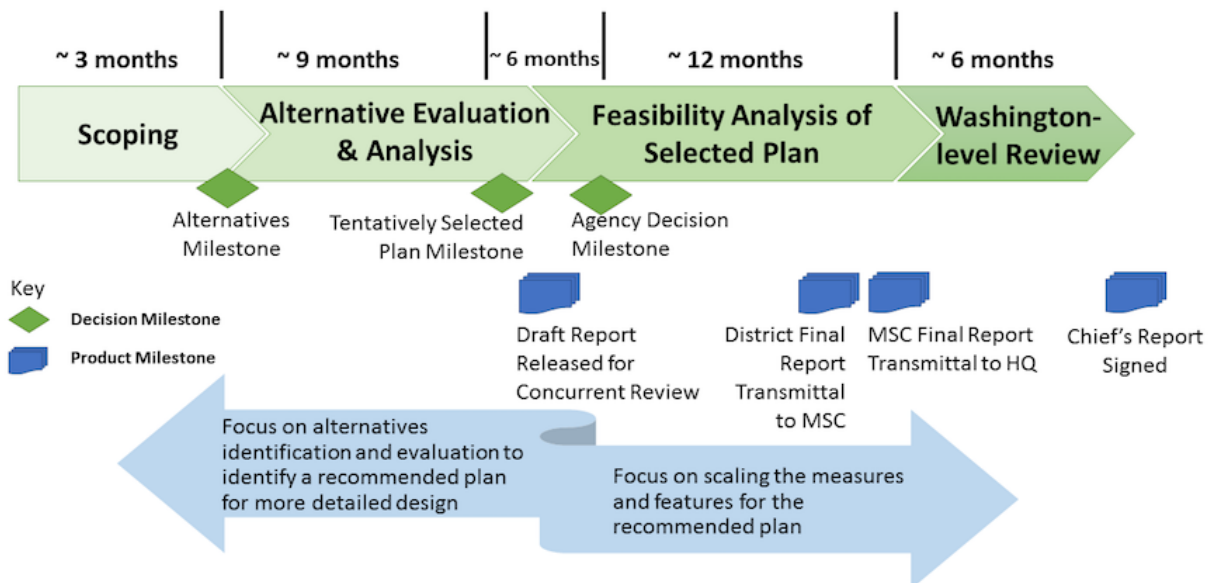 ~ 3 months
~ 9 months
~ 6 months
~ 12 months
~ 6 months
Scoping
Alternative Evaluation
& Analysis
Feasibility Analysis of
Selected Plan
Washington-
level Review
Alternatives
Milestone
Tentatively Selected
Plan Milestone
Agency Decision
Milestone
Key
Decision Milestone
Product Milestone
Draft Report
Released for
Concurrent Review
District Final
Report
Transmittal
to MSC
MSC Final Report
Transmittal to HQ
Chief's Report
Signed
Focus on alternatives
identification and evaluation to
identify a recommended plan
for more detailed design
Focus on scaling the measures
and features for the
recommended plan